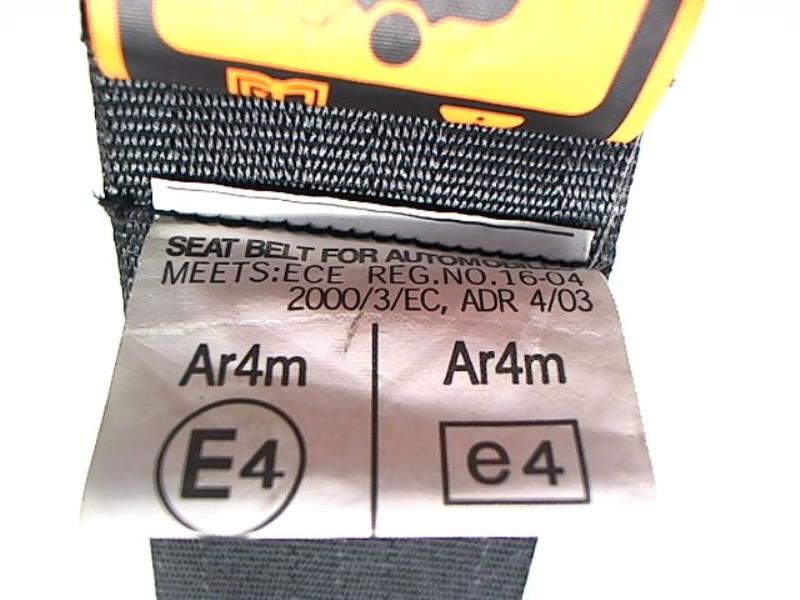 SEAT BELT FOR AUTOMOBILES
MEETS:ECE REG.NO.16-04
2000/3/EC, ADR 4/03
Ar4m
Ar4m
E4
e4